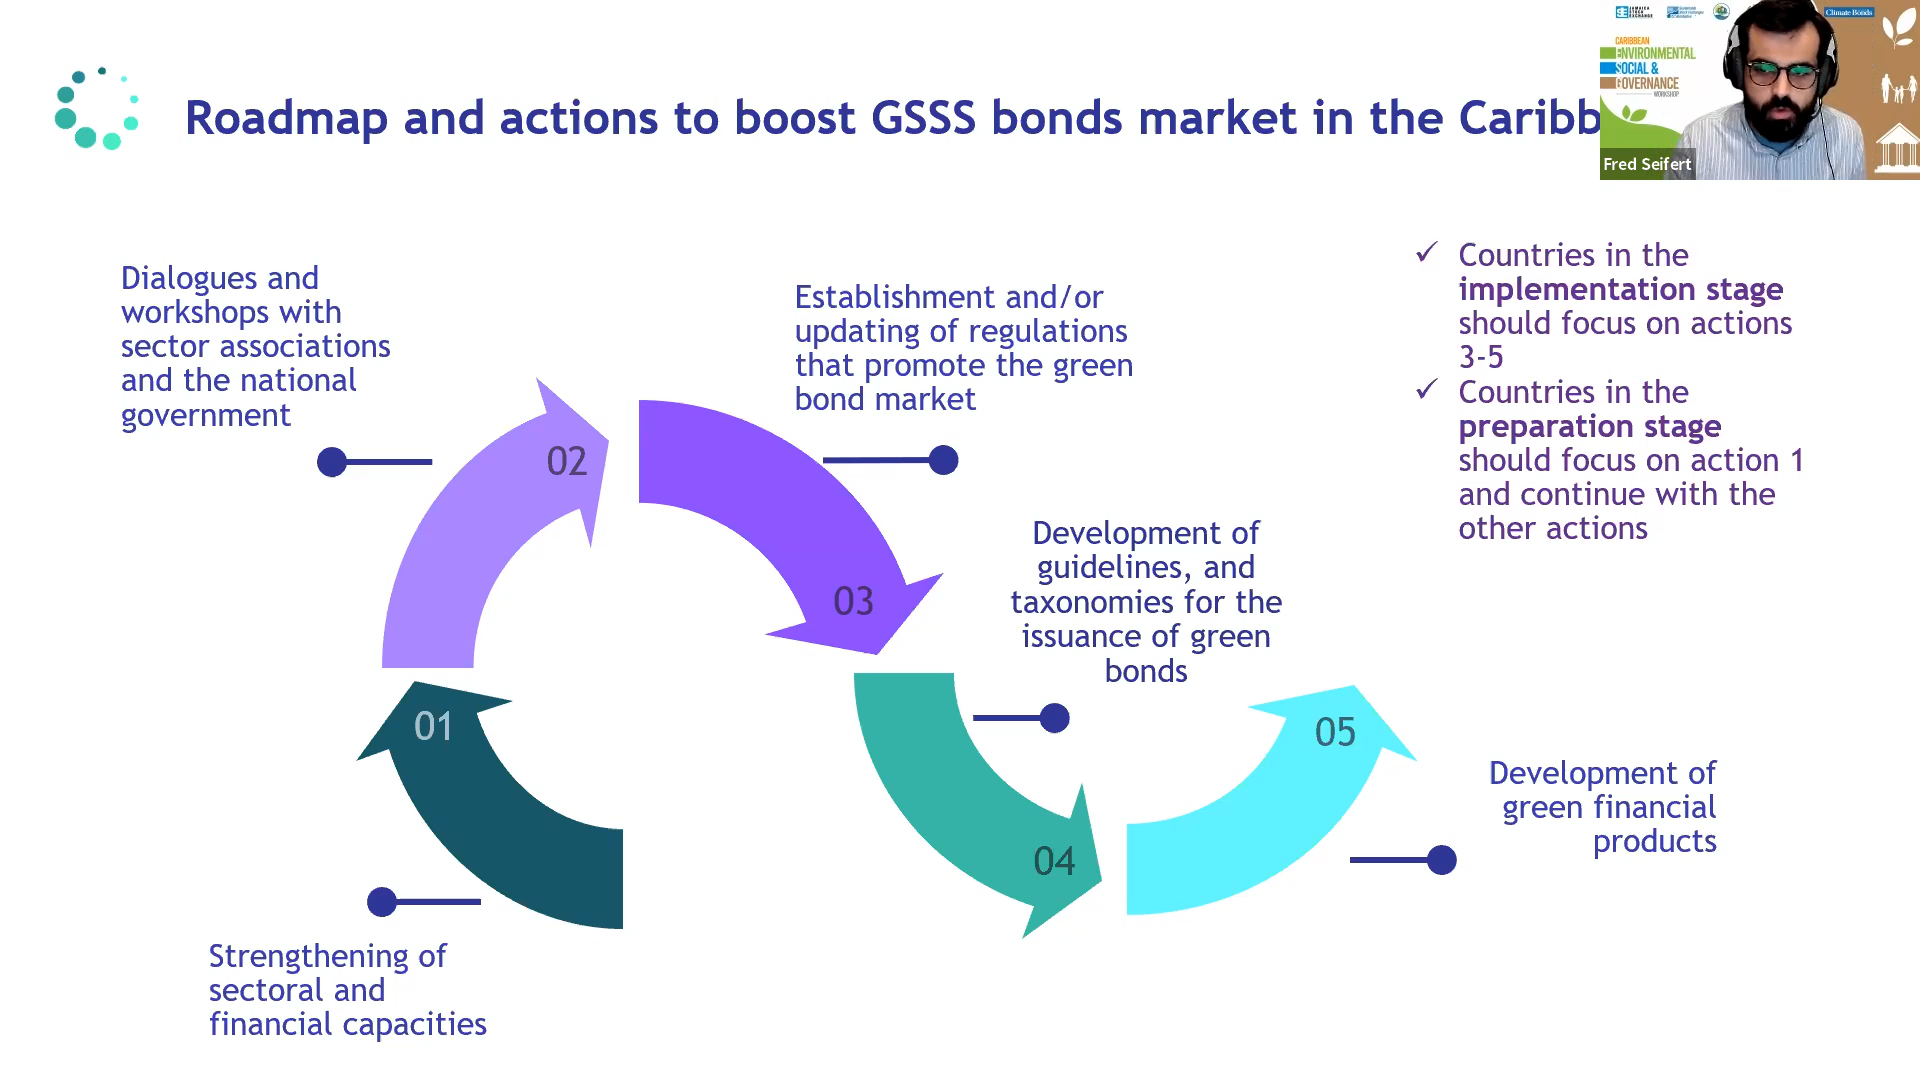 Roadmap and actions to boost GSSS bonds market in the Caribb
JAMAICA
STOCK
EXCHANGE
Climate Bonds
CARIBBEAN
ENVIRONMENTAL
SOCIAL &
GOVERNANCE
WORKSHOP
Fred Seifert
Dialogues and
workshops with
sector associations
and the national
government
02
Establishment and/or
updating of regulations
that promote the green
bond market
03
✓ Countries in the
implementation stage
should focus on actions
3-5
✓ Countries in the
preparation stage
should focus on action 1
and continue with the
other actions
Development of
guidelines, and
taxonomies for the
issuance of green
bonds
01
04
05
Development of
green financial
products
Strengthening of
sectoral and
financial capacities